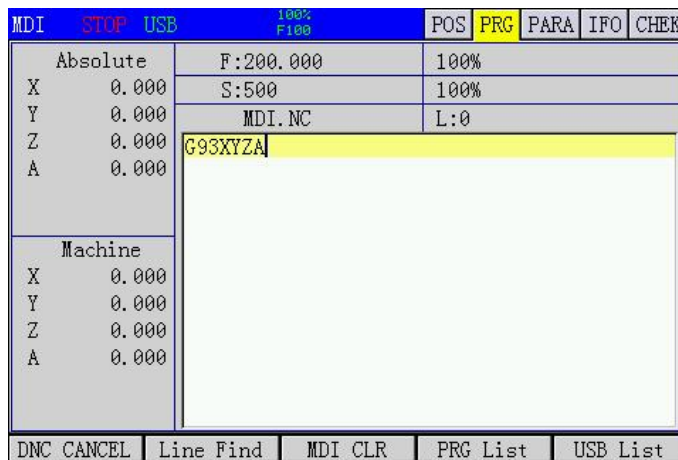 MDI STOP USB 100% F100 POS PRG PARA IFO CHEK
Absolute
X 0.000
Y 0.000
Z 0.000
A 0.000
Machine
X 0.000
Y 0.000
Z 0.000
A 0.000
F:200.000 100%
S:500 100%
MDI.NC L:0
G93XYZA
DNC CANCEL Line Find MDI CLR PRG List USB List